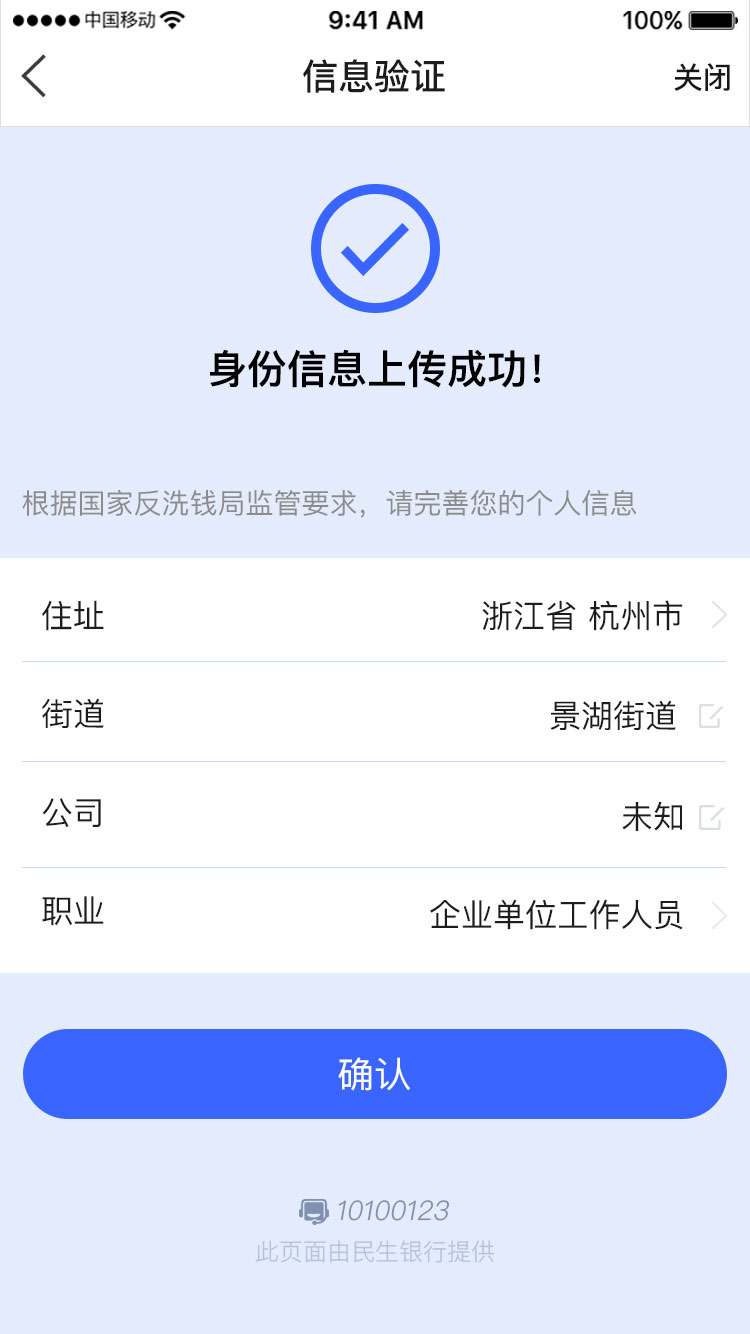 中国移动 9:41 AM 100%
信息验证 关闭
身份信息上传成功！
根据国家反洗钱局监管要求，请完善您的个人信息
住址 浙江省 杭州市
街道 景湖街道
公司 未知
职业 企业单位工作人员
确认
10100123
此页面由民生银行提供